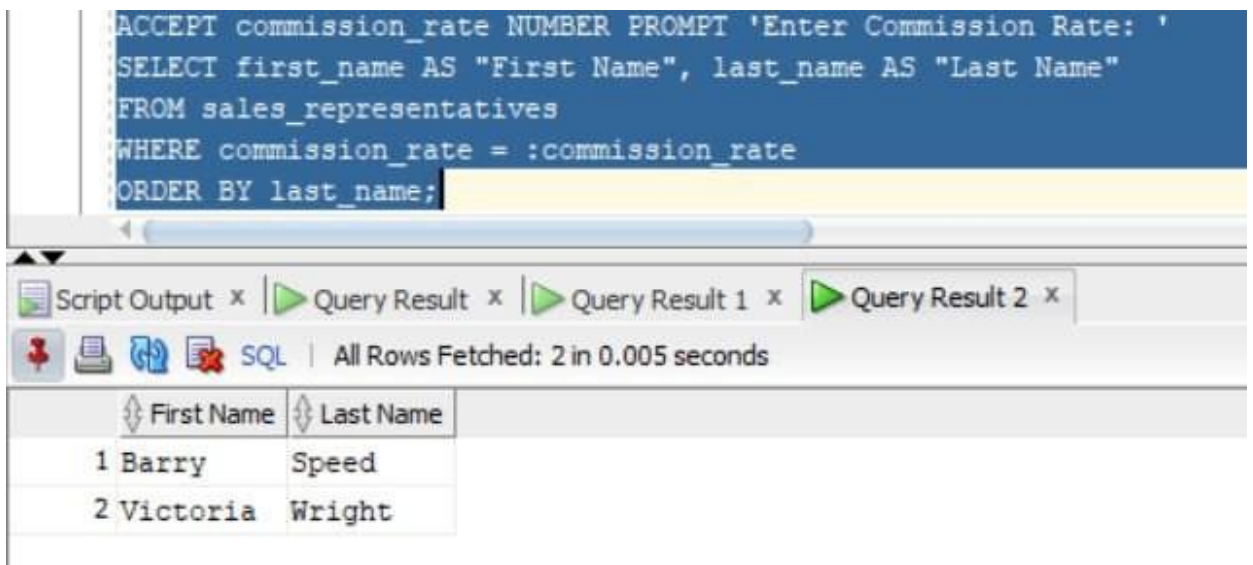 ACCEPT commission_rate NUMBER PROMPT 'Enter Commission Rate: '
SELECT first_name AS "First Name", last_name AS "Last Name"
FROM sales_representatives
WHERE commission_rate = :commission_rate
ORDER BY last_name;
Script Output x Query Result x Query Result 1 x Query Result 2 x
SQL | All Rows Fetched: 2 in 0.005 seconds
First Name Last Name
1 Barry Speed
2 Victoria Wright